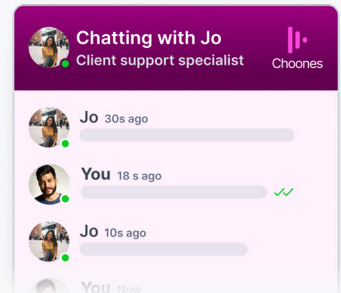 Chatting with Jo
Client support specialist
Choones
Jo 30s ago
You 18 s ago
Jo 10s ago
You Now